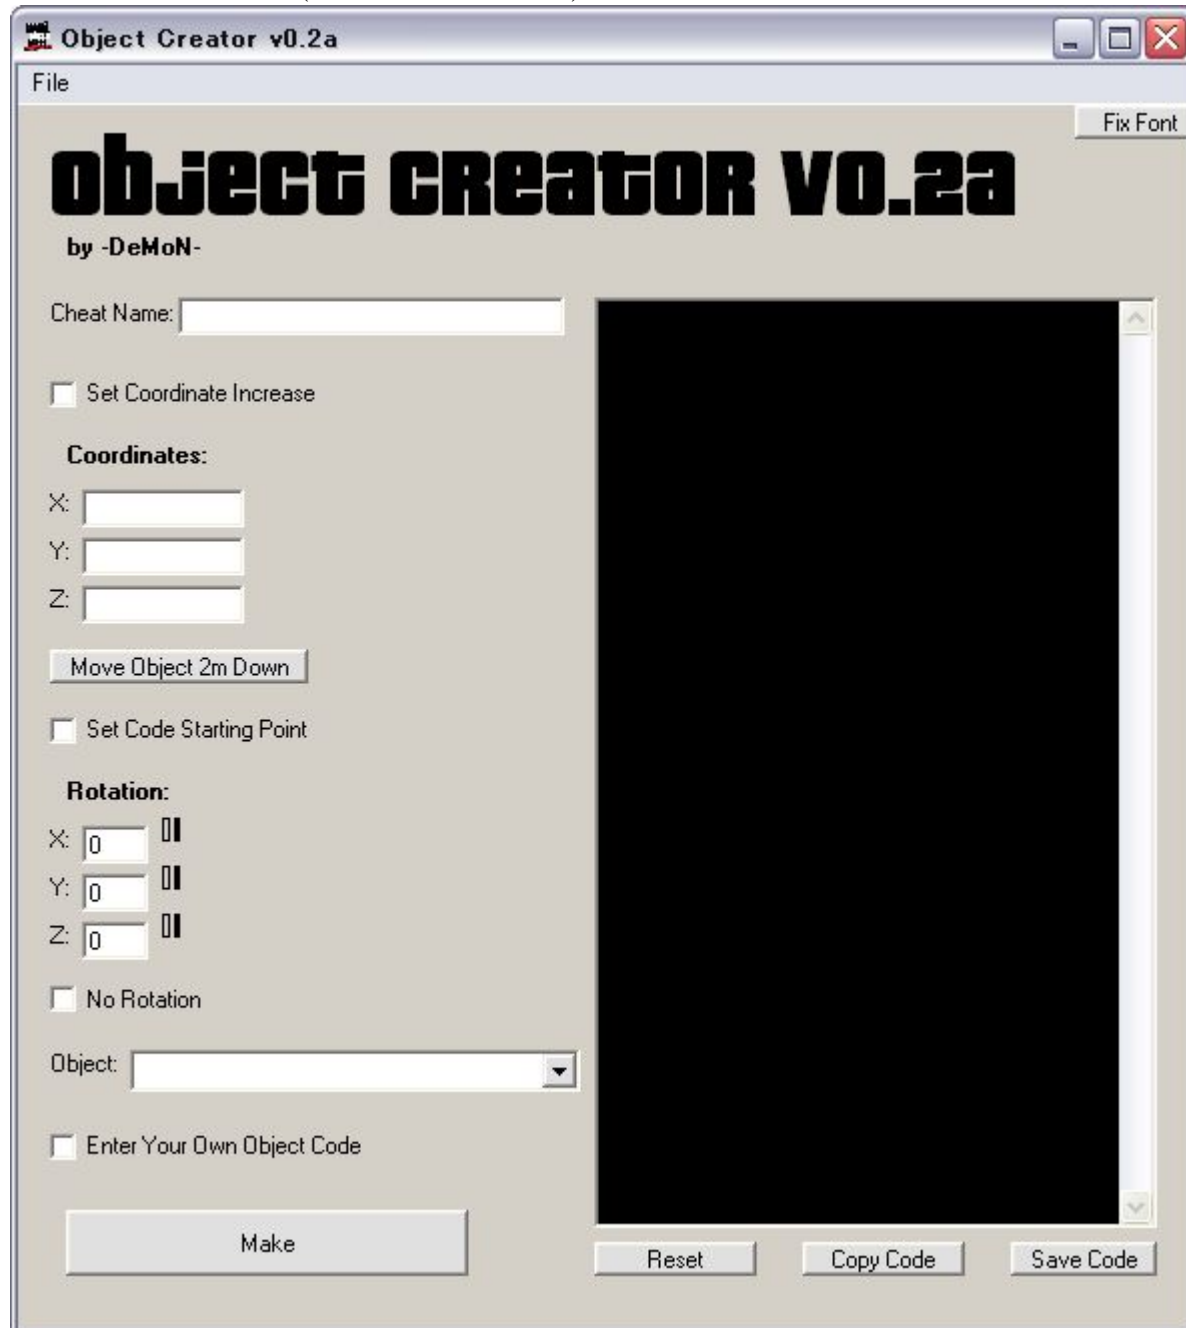 Object Creator v0.2a
File
Fix Font
object creator v0.2a
by -DeMoN-
Cheat Name:
Set Coordinate Increase
Coordinates:
X:
Y:
Z:
Move Object 2m Down
Set Code Starting Point
Rotation:
X: 0
Y: 0
Z: 0
No Rotation
Object:
Enter Your Own Object Code
Make
Reset
Copy Code
Save Code